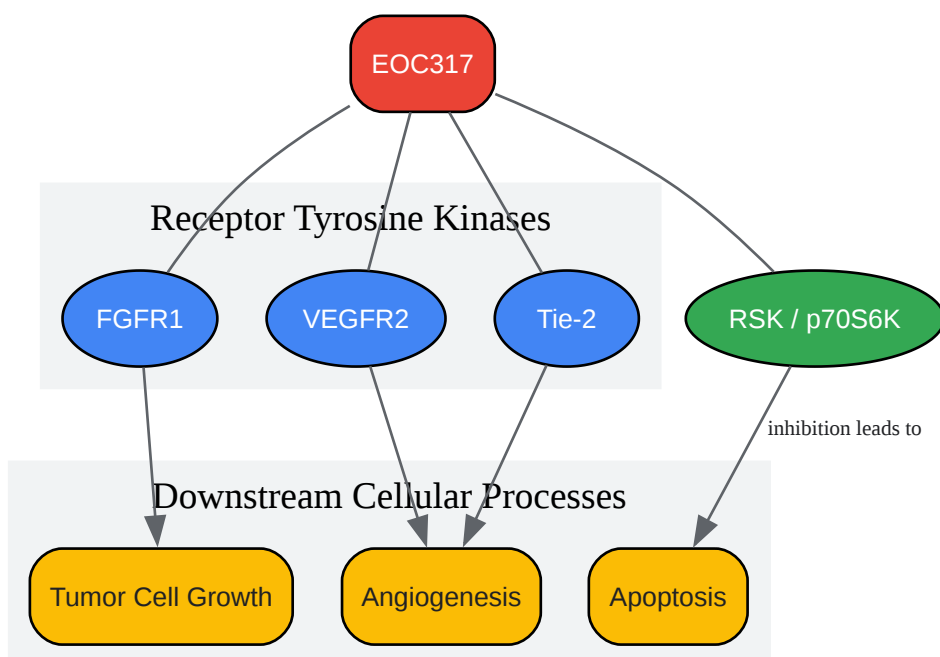 EOC317
Receptor Tyrosine Kinases
FGFR1
VEGFR2
Tie-2
RSK / p70S6K
inhibition leads to
Downstream Cellular Processes
Tumor Cell Growth
Angiogenesis
Apoptosis